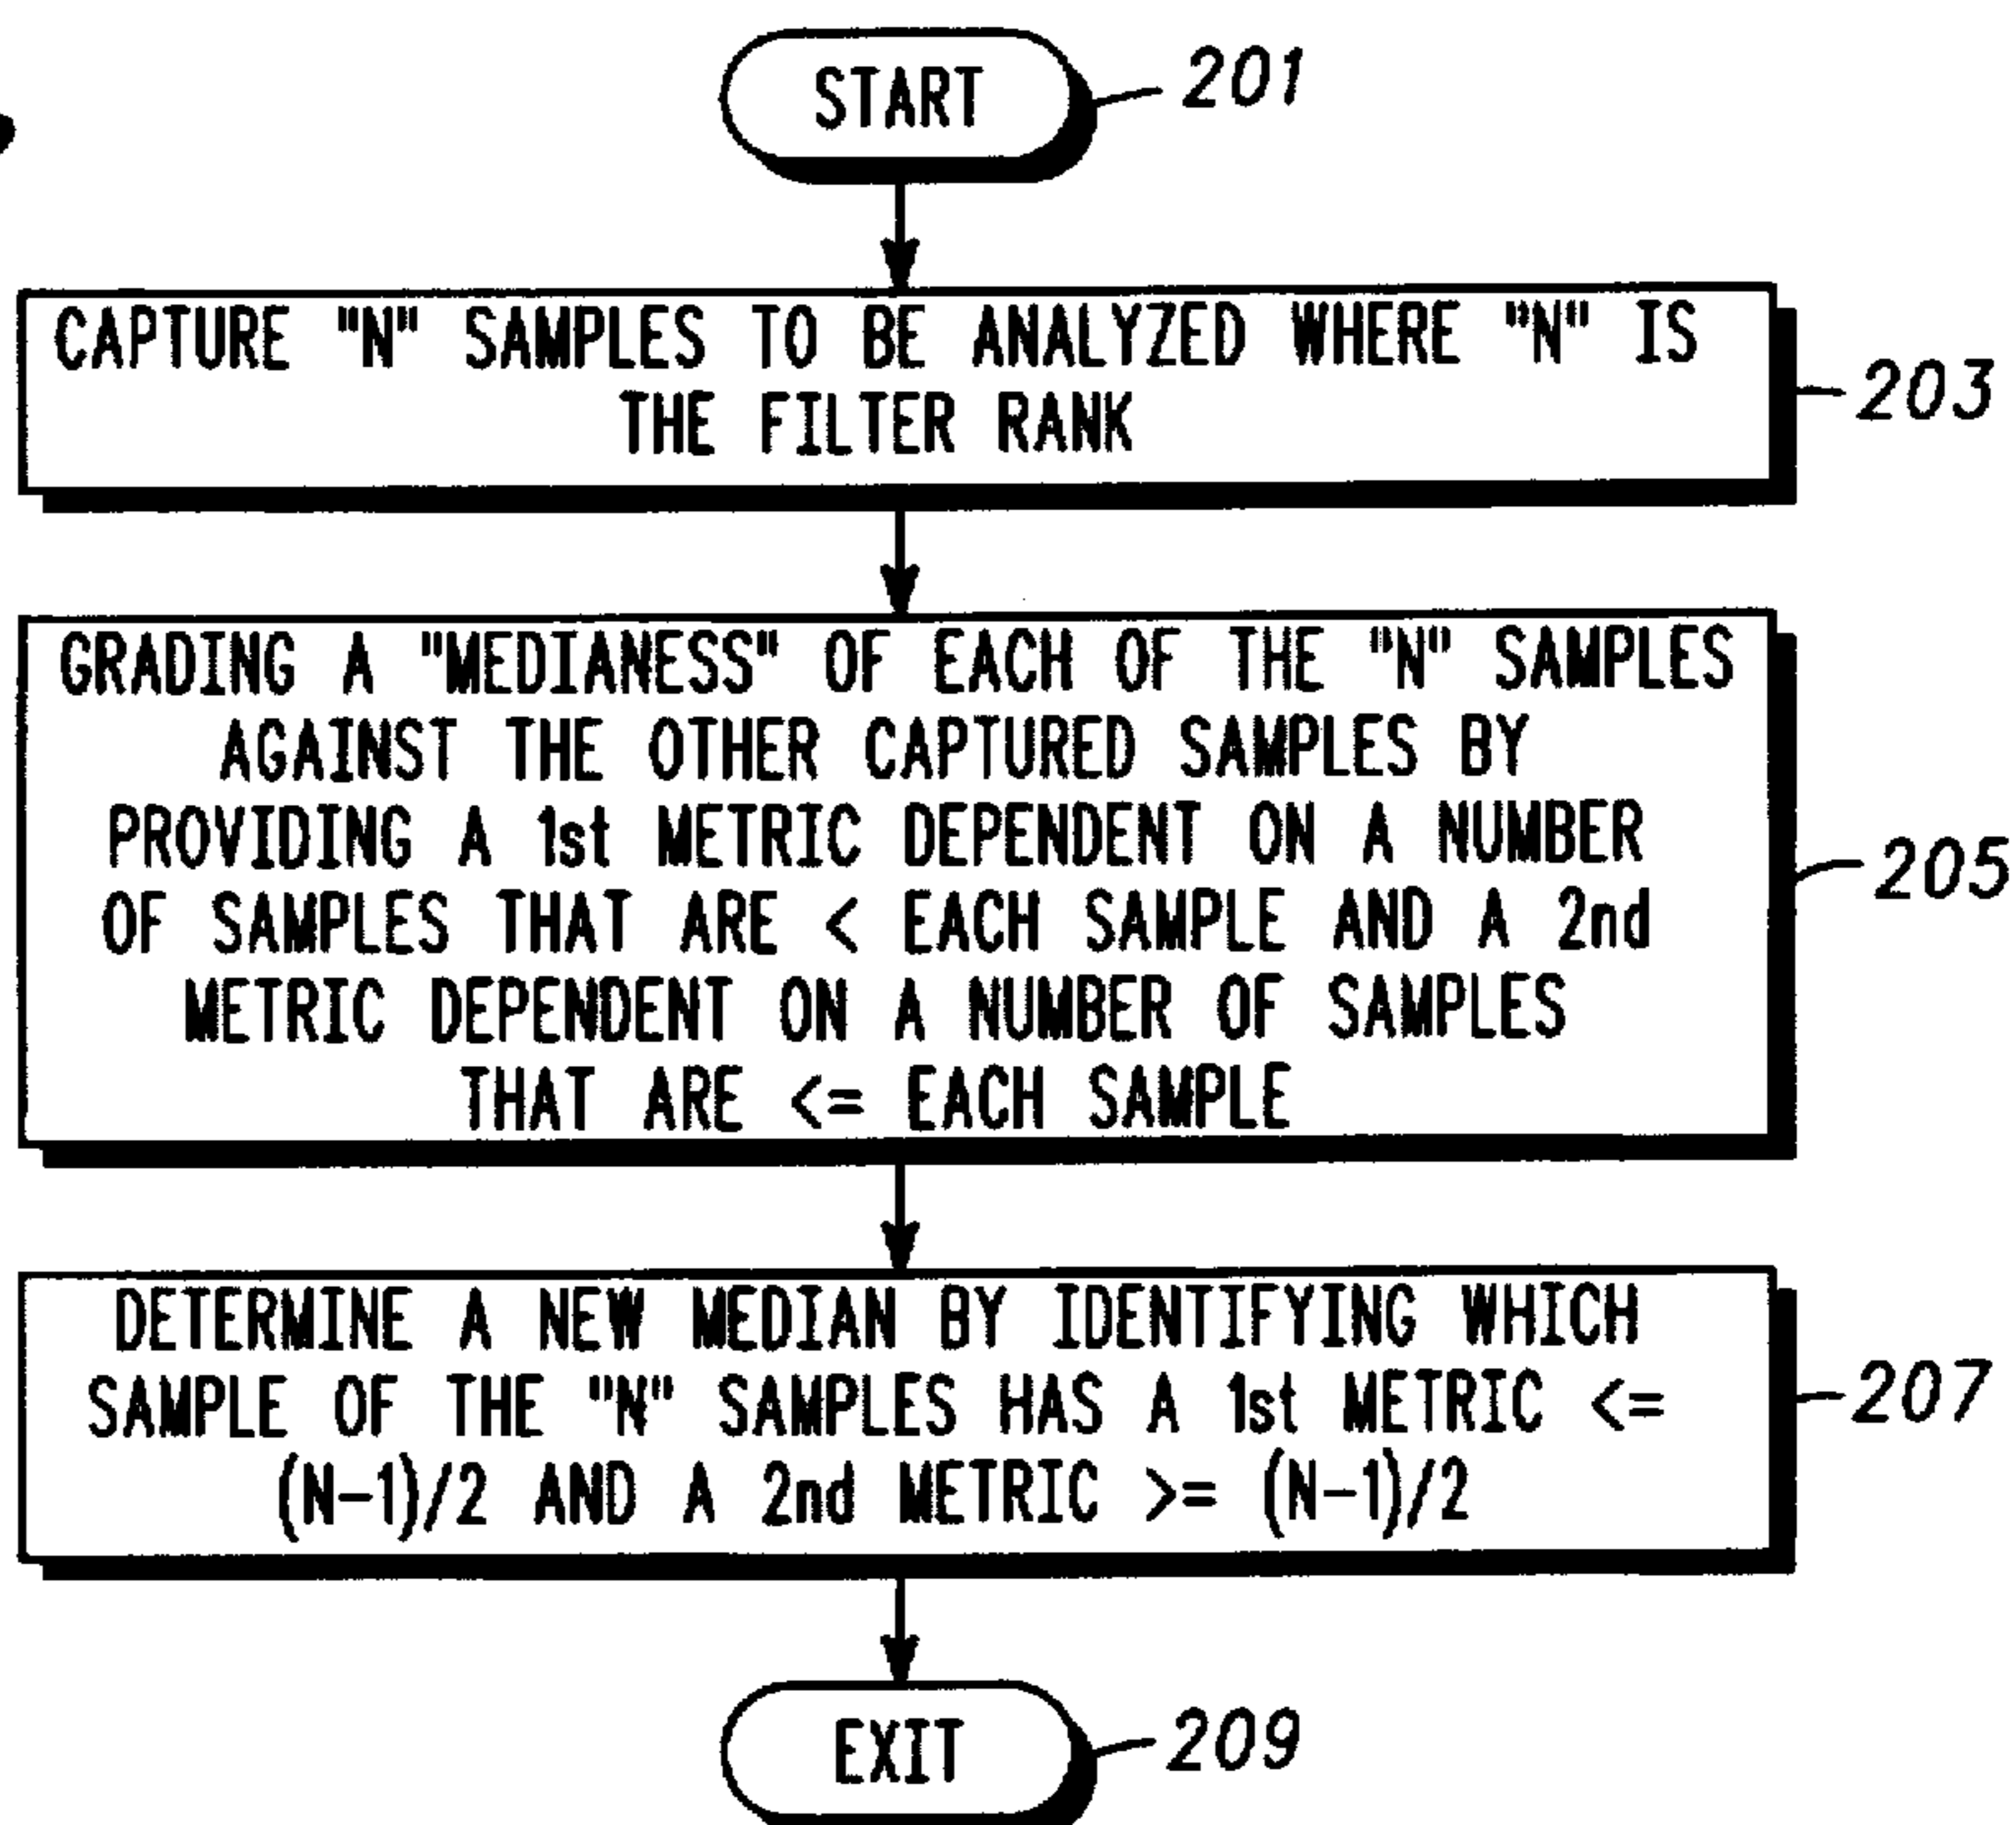 START
201
CAPTURE "N" SAMPLES TO BE ANALYZED WHERE "N" IS
THE FILTER RANK
203
GRADING A "MEDIANESS" OF EACH OF THE "N" SAMPLES
AGAINST THE OTHER CAPTURED SAMPLES BY
PROVIDING A 1st METRIC DEPENDENT ON A NUMBER
OF SAMPLES THAT ARE < EACH SAMPLE AND A 2nd
METRIC DEPENDENT ON A NUMBER OF SAMPLES
THAT ARE <= EACH SAMPLE
205
DETERMINE A NEW MEDIAN BY IDENTIFYING WHICH
SAMPLE OF THE "N" SAMPLES HAS A 1st METRIC <=
(N-1)/2 AND A 2nd METRIC >= (N-1)/2
207
EXIT
209